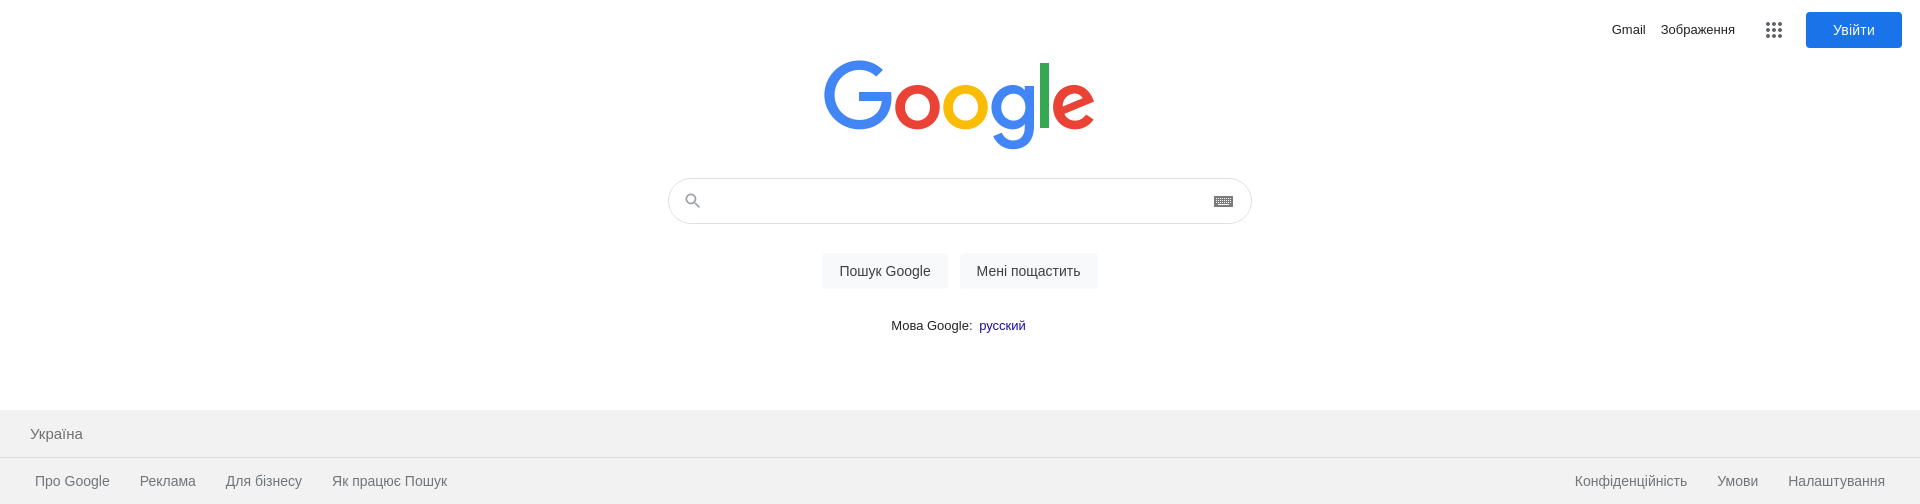 Gmail Зображення Увійти
Google
Пошук Google Мені пощастить
Мова Google: русский
Україна
Про Google Реклама Для бізнесу Як працює Пошук Конфіденційність Умови Налаштування